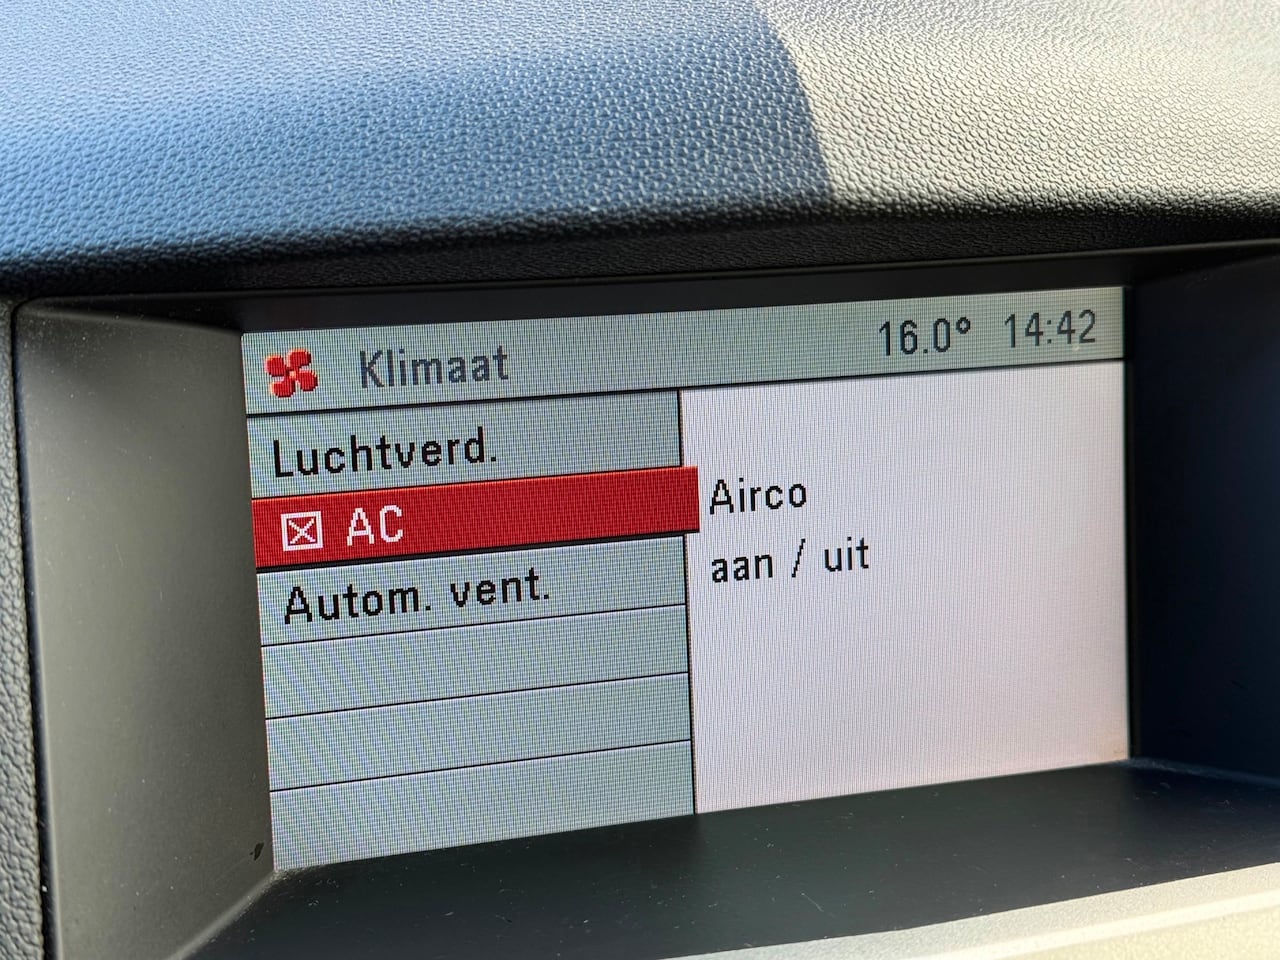 Klimaat 16.0° 14:42
Luchtverd.
AC
Autom. vent.
Airco
aan / uit